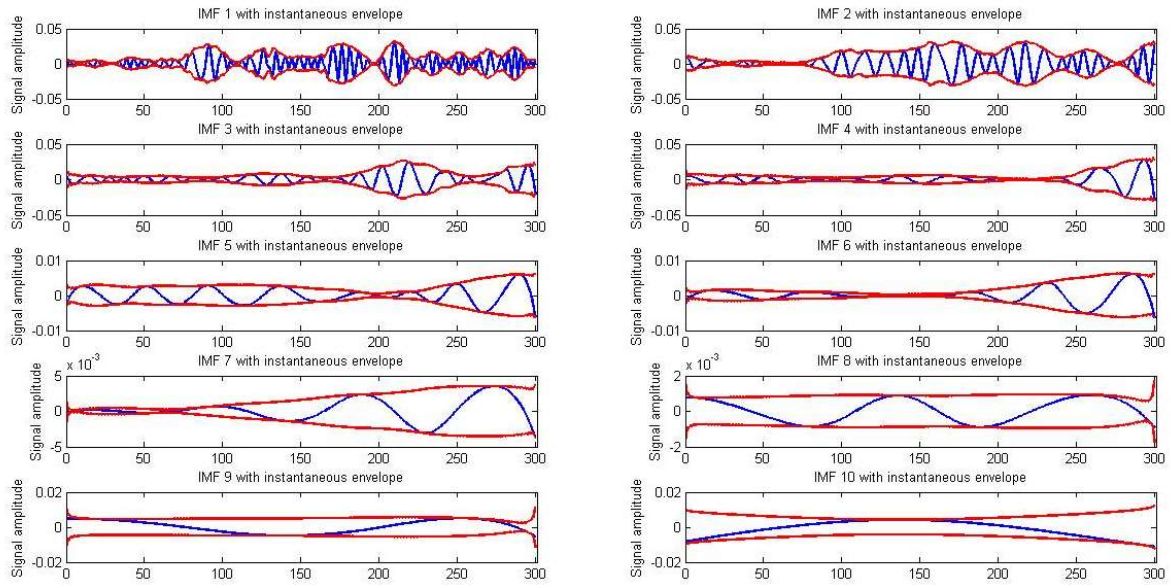 IMF 1 with instantaneous envelope
Signal amplitude
0.05
0
-0.05
0 50 100 150 200 250 300
IMF 2 with instantaneous envelope
Signal amplitude
0.05
0
-0.05
0 50 100 150 200 250 300
IMF 3 with instantaneous envelope
Signal amplitude
0.05
0
-0.05
0 50 100 150 200 250 300
IMF 4 with instantaneous envelope
Signal amplitude
0.05
0
-0.05
0 50 100 150 200 250 300
IMF 5 with instantaneous envelope
Signal amplitude
0.01
0
-0.01
0 50 100 150 200 250 300
IMF 6 with instantaneous envelope
Signal amplitude
0.01
0
-0.01
0 50 100 150 200 250 300
x 10⁻³
IMF 7 with instantaneous envelope
Signal amplitude
5
0
-5
0 50 100 150 200 250 300
x 10⁻³
IMF 8 with instantaneous envelope
Signal amplitude
2
0
-2
0 50 100 150 200 250 300
IMF 9 with instantaneous envelope
Signal amplitude
0.02
0
-0.02
0 50 100 150 200 250 300
IMF 10 with instantaneous envelope
Signal amplitude
0.02
0
-0.02
0 50 100 150 200 250 300